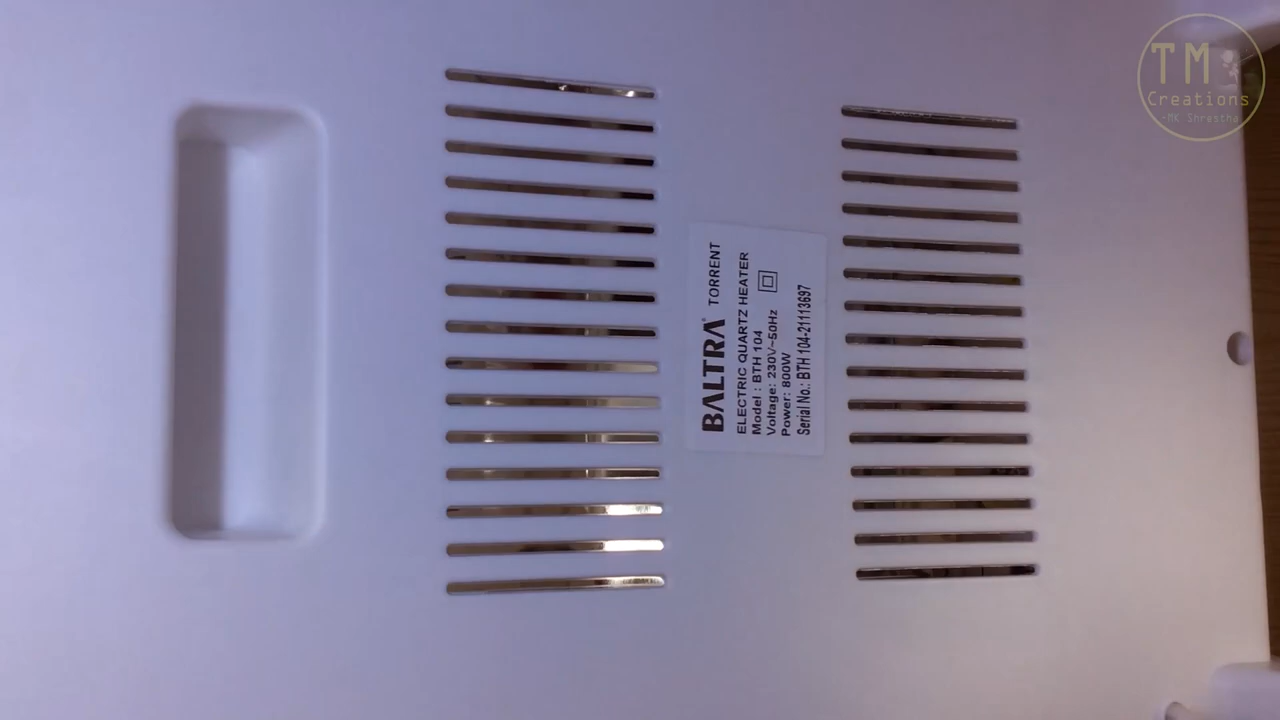 BALTRA® TORRENT
ELECTRIC QUARTZ HEATER
Model : BTH 104
Voltage: 230V~50Hz
Power: 800W
Serial No.: BTH 104-21113697
TM
Creations
-MK Shrestha